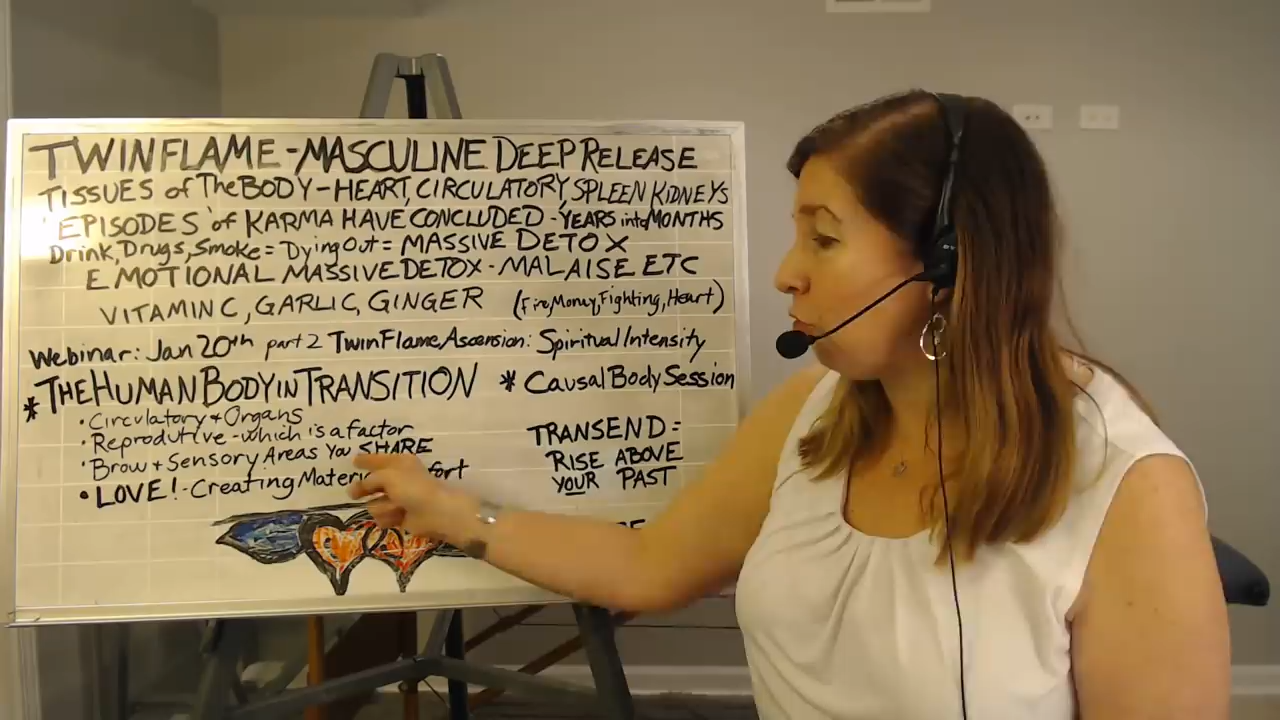 TWINFLAME - MASCULINE DEEP RELEASE
TISSUES of The BODY - HEART, CIRCULATORY, SPLEEN KIDNEYS
EPISODES of KARMA HAVE CONCLUDED - YEARS into MONTHS
Drink, Drugs, Smoke = Dying Out = MASSIVE DETOX
EMOTIONAL MASSIVE DETOX - MALAISE ETC
VITAMIN C, GARLIC, GINGER (Fire, Money, Fighting, Heart)
Webinar: Jan 20th part 2 TwinFlame Ascension: Spiritual Intensity
* THE HUMAN BODY IN TRANSITION
• Circulatory + Organs
• Reprodutive - which is a factor
• Brow + Sensory Areas You SHARE
• LOVE! - Creating Mater
* CAUSAL BODY SESSION
TRANSEND =
RISE ABOVE
YOUR PAST